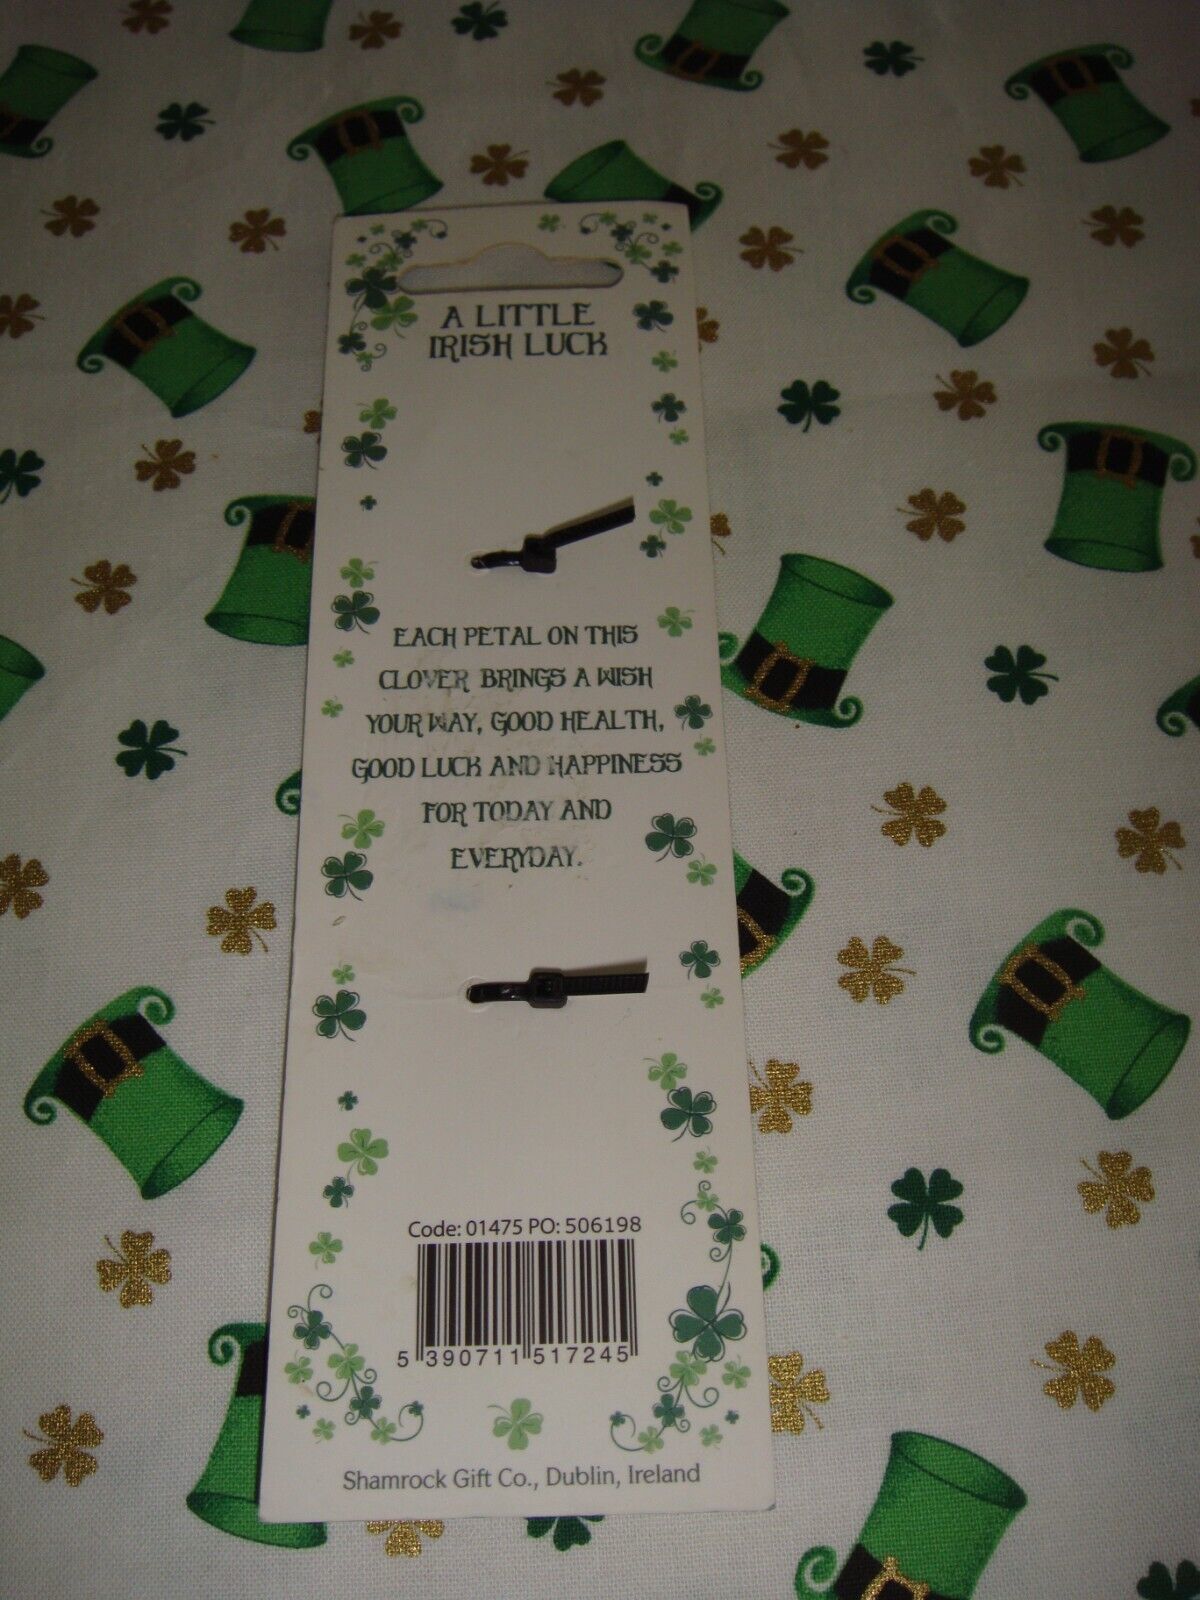 A LITTLE
IRISH LUCK
EACH PETAL ON THIS
CLOVER BRINGS A WISH
YOUR WAY, GOOD HEALTH,
GOOD LUCK AND HAPPINESS
FOR TODAY AND
EVERYDAY.
Code: 01475 PO: 506198
5 390711 517245
Shamrock Gift Co., Dublin, Ireland